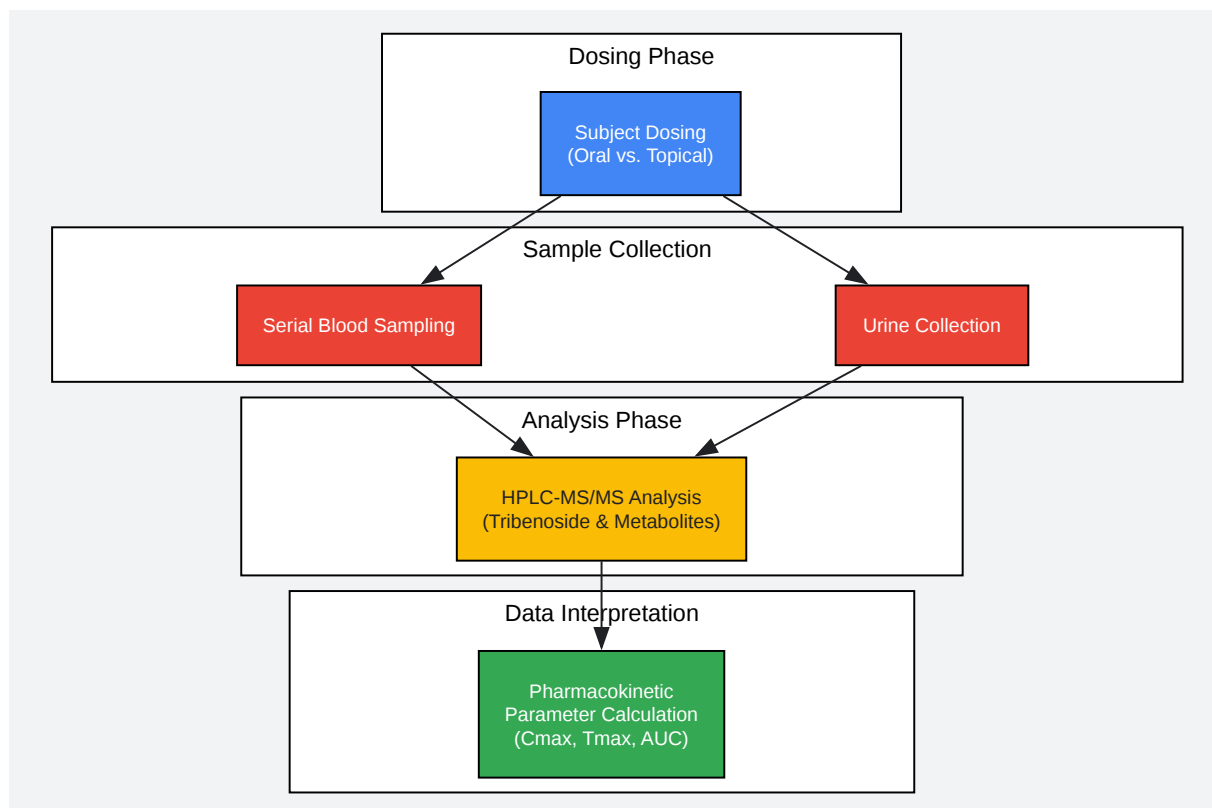 Dosing Phase
Subject Dosing
(Oral vs. Topical)
Sample Collection
Serial Blood Sampling
Urine Collection
Analysis Phase
HPLC-MS/MS Analysis
(Tribenoside & Metabolites)
Data Interpretation
Pharmacokinetic
Parameter Calculation
(Cmax, Tmax, AUC)